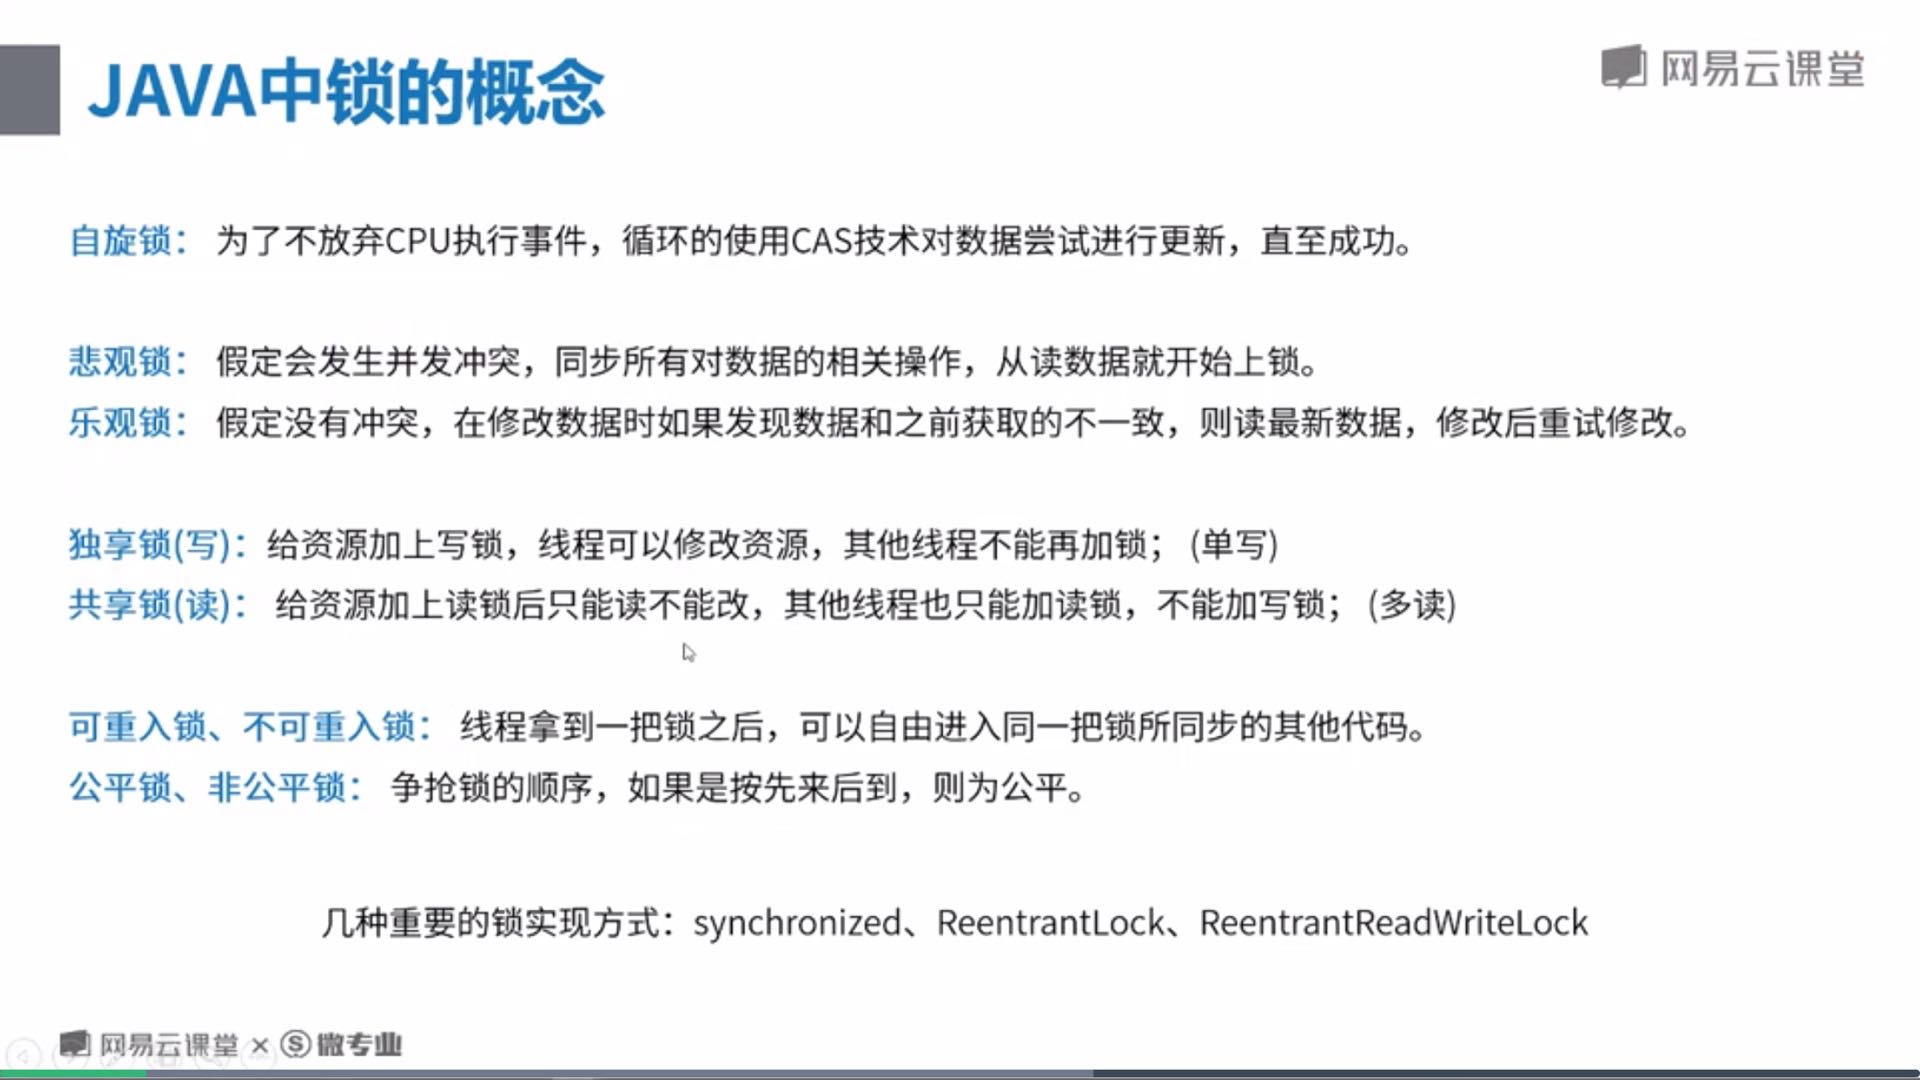 JAVA中锁的概念
网易云课堂
自旋锁： 为了不放弃CPU执行事件，循环的使用CAS技术对数据尝试进行更新，直至成功。
悲观锁： 假定会发生并发冲突，同步所有对数据的相关操作，从读数据就开始上锁。
乐观锁： 假定没有冲突，在修改数据时如果发现数据和之前获取的不一致，则读最新数据，修改后重试修改。
独享锁(写)：给资源加上写锁，线程可以修改资源，其他线程不能再加锁； (单写)
共享锁(读)： 给资源加上读锁后只能读不能改，其他线程也只能加读锁，不能加写锁； (多读)
可重入锁、不可重入锁： 线程拿到一把锁之后，可以自由进入同一把锁所同步的其他代码。
公平锁、非公平锁： 争抢锁的顺序，如果是按先来后到，则为公平。
几种重要的锁实现方式：synchronized、ReentrantLock、ReentrantReadWriteLock
网易云课堂 × Ⓢ微专业